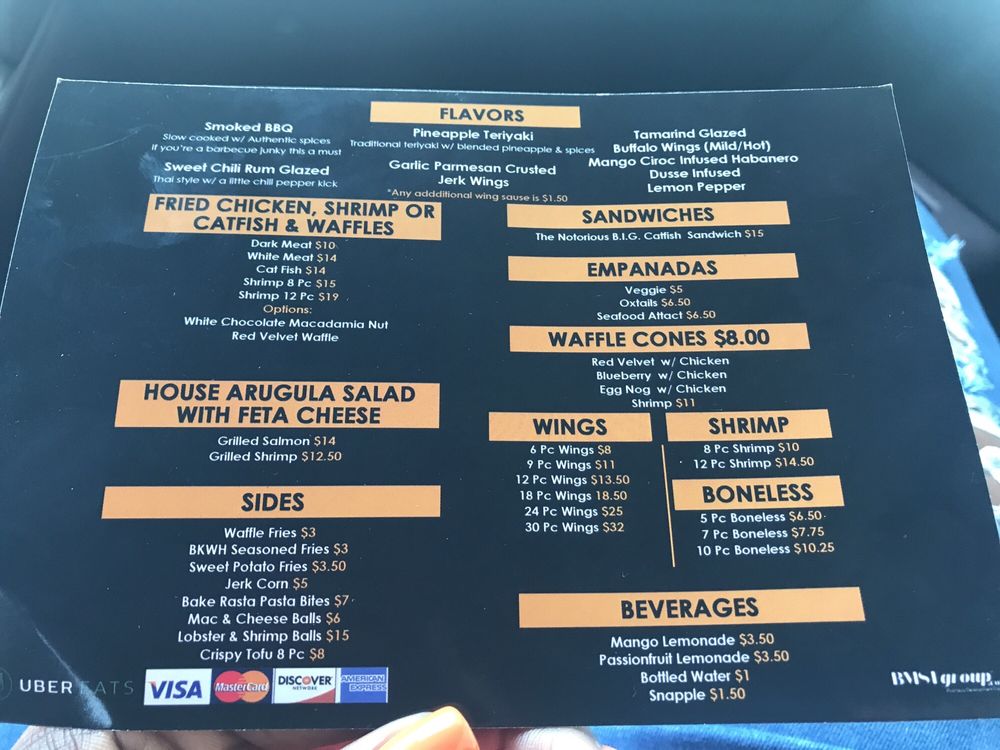 FLAVORS
Smoked BBQ
Slow cooked w/ Authentic spices
If you're a barbecue junky this a must
Sweet Chili Rum Glazed
Thai style w/ a little chili pepper kick
Pineapple Teriyaki
Traditional teriyaki w/ blended pineapple & spices
Garlic Parmesan Crusted
Jerk Wings
*Any addditional wing sause is $1.50
Tamarind Glazed
Buffalo Wings (Mild/Hot)
Mango Ciroc Infused Habanero
Dusse Infused
Lemon Pepper
FRIED CHICKEN, SHRIMP OR
CATFISH & WAFFLES
Dark Meat $10
White Meat $14
Cat Fish $14
Shrimp 8 Pc $15
Shrimp 12 Pc $19
Options:
White Chocolate Macadamia Nut
Red Velvet Waffle
HOUSE ARUGULA SALAD
WITH FETA CHEESE
Grilled Salmon $14
Grilled Shrimp $12.50
SIDES
Waffle Fries $3
BKWH Seasoned Fries $3
Sweet Potato Fries $3.50
Jerk Corn $5
Bake Rasta Pasta Bites $7
Mac & Cheese Balls $6
Lobster & Shrimp Balls $15
Crispy Tofu 8 Pc $8
SANDWICHES
The Notorious B.I.G. Catfish Sandwich $15
EMPANADAS
Veggie $5
Oxtails $6.50
Seafood Attact $6.50
WAFFLE CONES $8.00
Red Velvet w/ Chicken
Blueberry w/ Chicken
Egg Nog w/ Chicken
Shrimp $11
WINGS
6 Pc Wings $8
9 Pc Wings $11
12 Pc Wings $13.50
18 Pc Wings 18.50
24 Pc Wings $25
30 Pc Wings $32
SHRIMP
8 Pc Shrimp $10
12 Pc Shrimp $14.50
BONELESS
5 Pc Boneless $6.50
7 Pc Boneless $7.75
10 Pc Boneless $10.25
BEVERAGES
Mango Lemonade $3.50
Passionfruit Lemonade $3.50
Bottled Water $1
Snapple $1.50
UBER EATS
VISA
MasterCard
DISCOVER
NETWORK
AMERICAN
EXPRESS
group